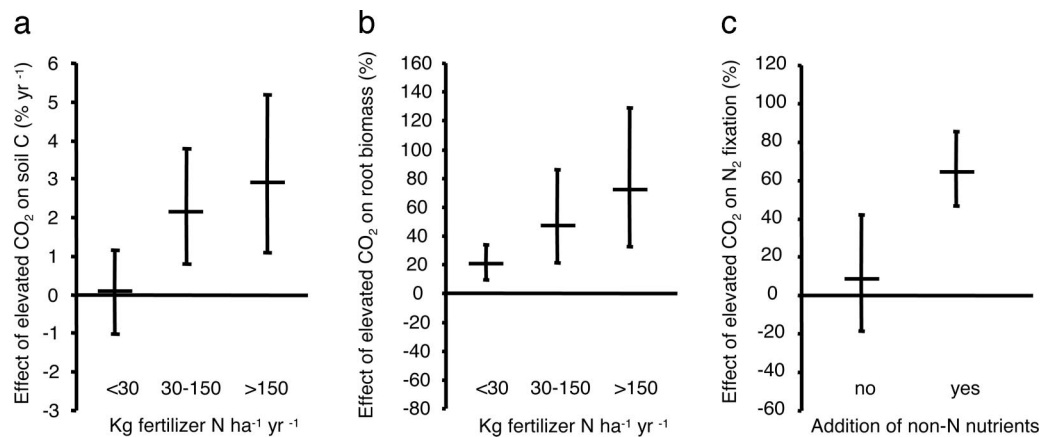 a
Effect of elevated CO₂ on soil C (% yr ⁻¹)
6
5
4
3
2
1
0
-1
-2
-3
<30 30-150 >150
Kg fertilizer N ha⁻¹ yr ⁻¹
b
Effect of elevated CO₂ on root biomass (%)
160
140
120
100
80
60
40
20
0
-20
-40
-60
-80
<30 30-150 >150
Kg fertilizer N ha⁻¹ yr ⁻¹
c
Effect of elevated CO₂ on N₂ fixation (%)
120
100
80
60
40
20
0
-20
-40
-60
no yes
Addition of non-N nutrients